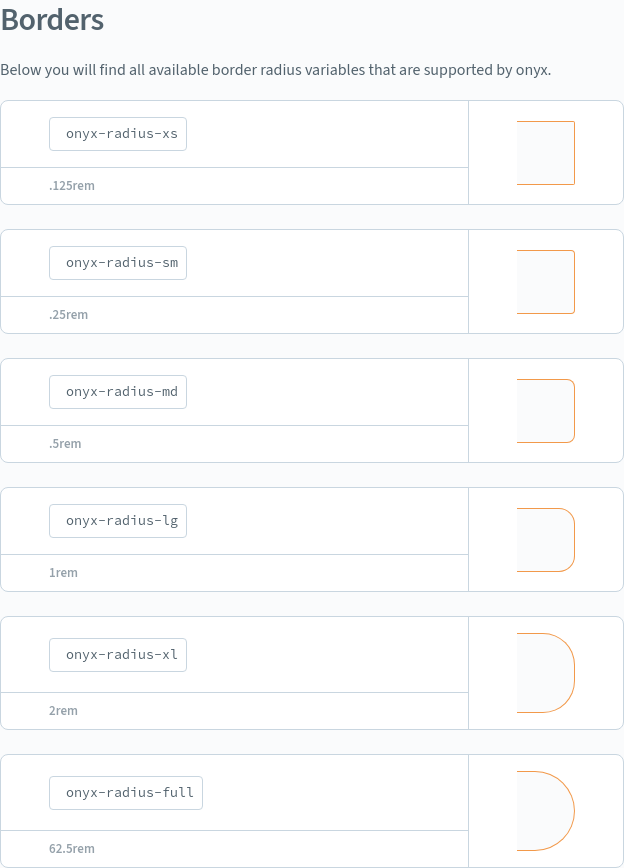 Borders
Below you will find all available border radius variables that are supported by onyx.
onyx-radius-xs
.125rem
onyx-radius-sm
.25rem
onyx-radius-md
.5rem
onyx-radius-lg
1rem
onyx-radius-xl
2rem
onyx-radius-full
62.5rem